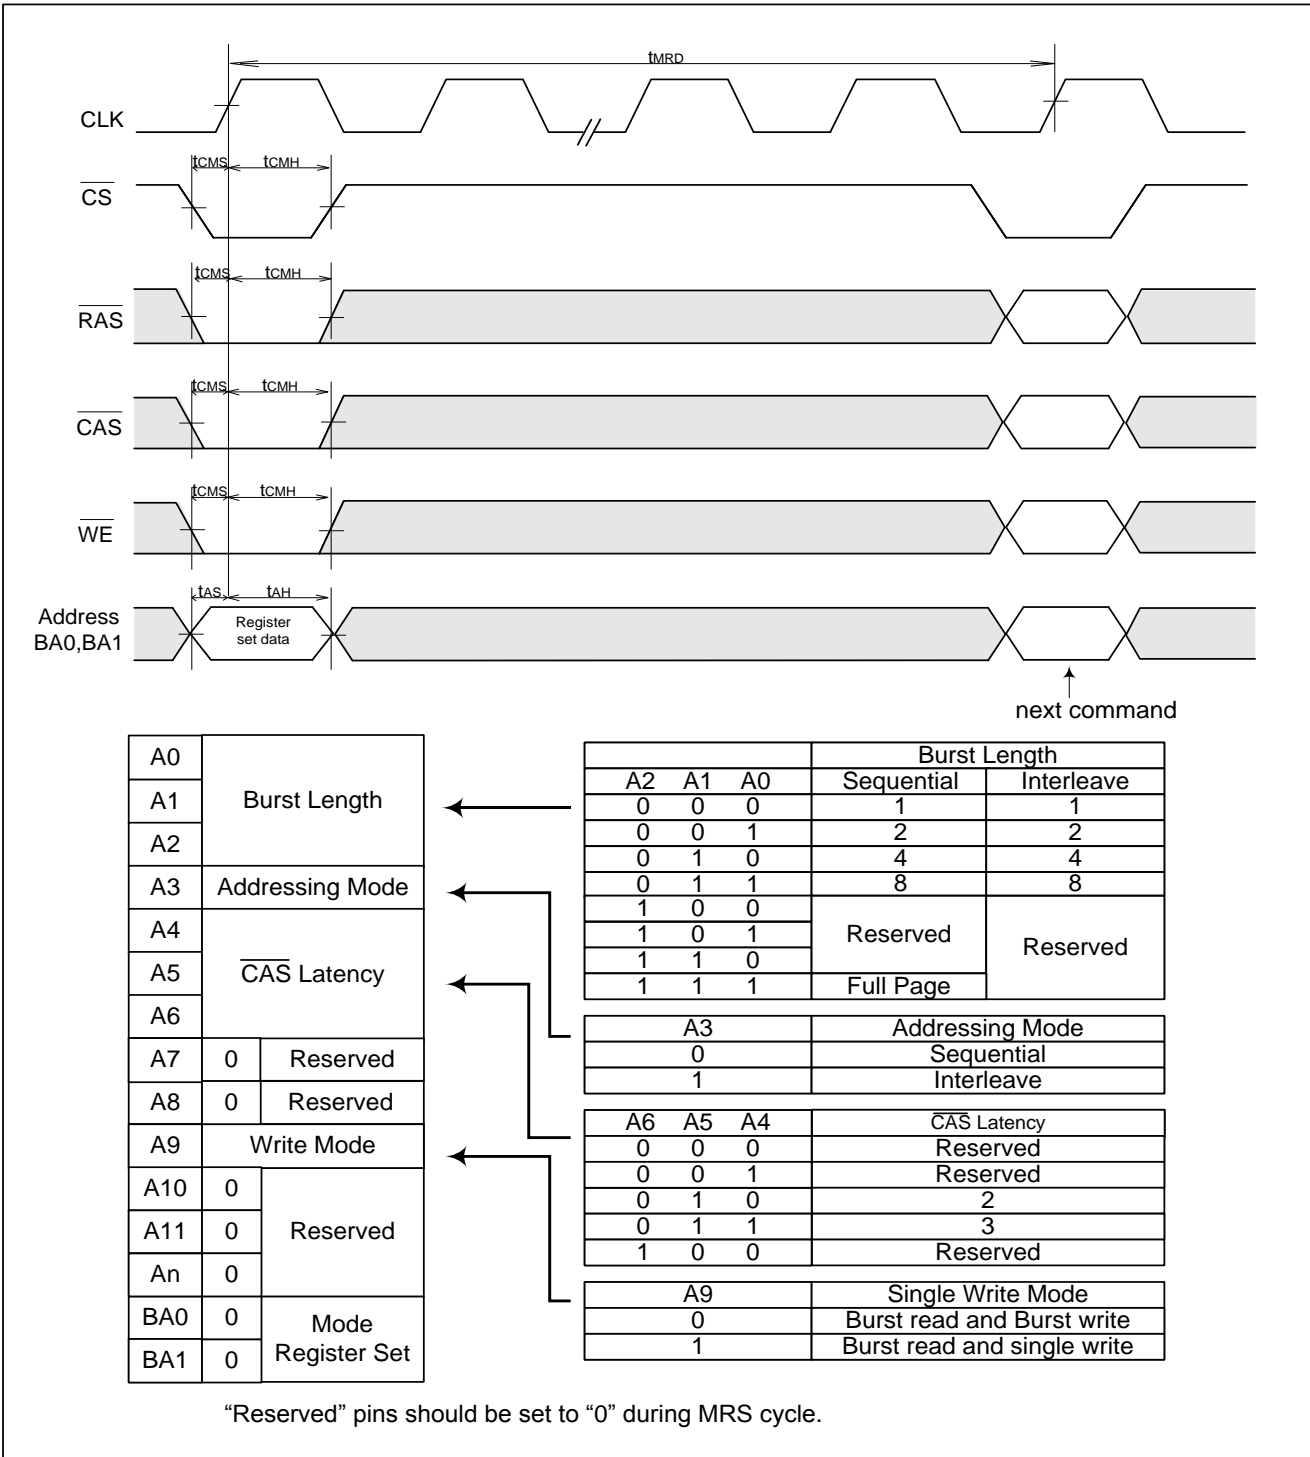 tMRD
CLK
tCMS tCMH
CS
tCMS tCMH
RAS
tCMS tCMH
CAS
tCMS tCMH
WE
tAS tAH
Address
BA0,BA1
Register
set data
next command
A0
A1
A2
Burst Length
A3 Addressing Mode
A4
A5
A6
CAS Latency
A7 0 Reserved
A8 0 Reserved
A9 Write Mode
A10 0
A11 0 Reserved
An 0
BA0 0
BA1 0
Mode
Register Set
Burst Length
A2 A1 A0 Sequential Interleave
0 0 0 1 1
0 0 1 2 2
0 1 0 4 4
0 1 1 8 8
1 0 0
1 0 1 Reserved Reserved
1 1 0
1 1 1 Full Page
A3 Addressing Mode
0 Sequential
1 Interleave
A6 A5 A4 CAS Latency
0 0 0 Reserved
0 0 1 Reserved
0 1 0 2
0 1 1 3
1 0 0 Reserved
A9 Single Write Mode
0 Burst read and Burst write
1 Burst read and single write
“Reserved” pins should be set to “0” during MRS cycle.